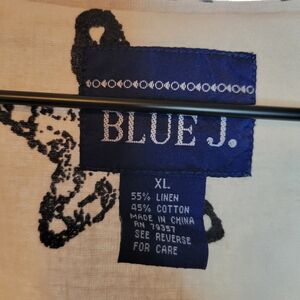 BLUE J.
XL
55% LINEN
45% COTTON
MADE IN CHINA
RN 79357
SEE REVERSE
FOR CARE